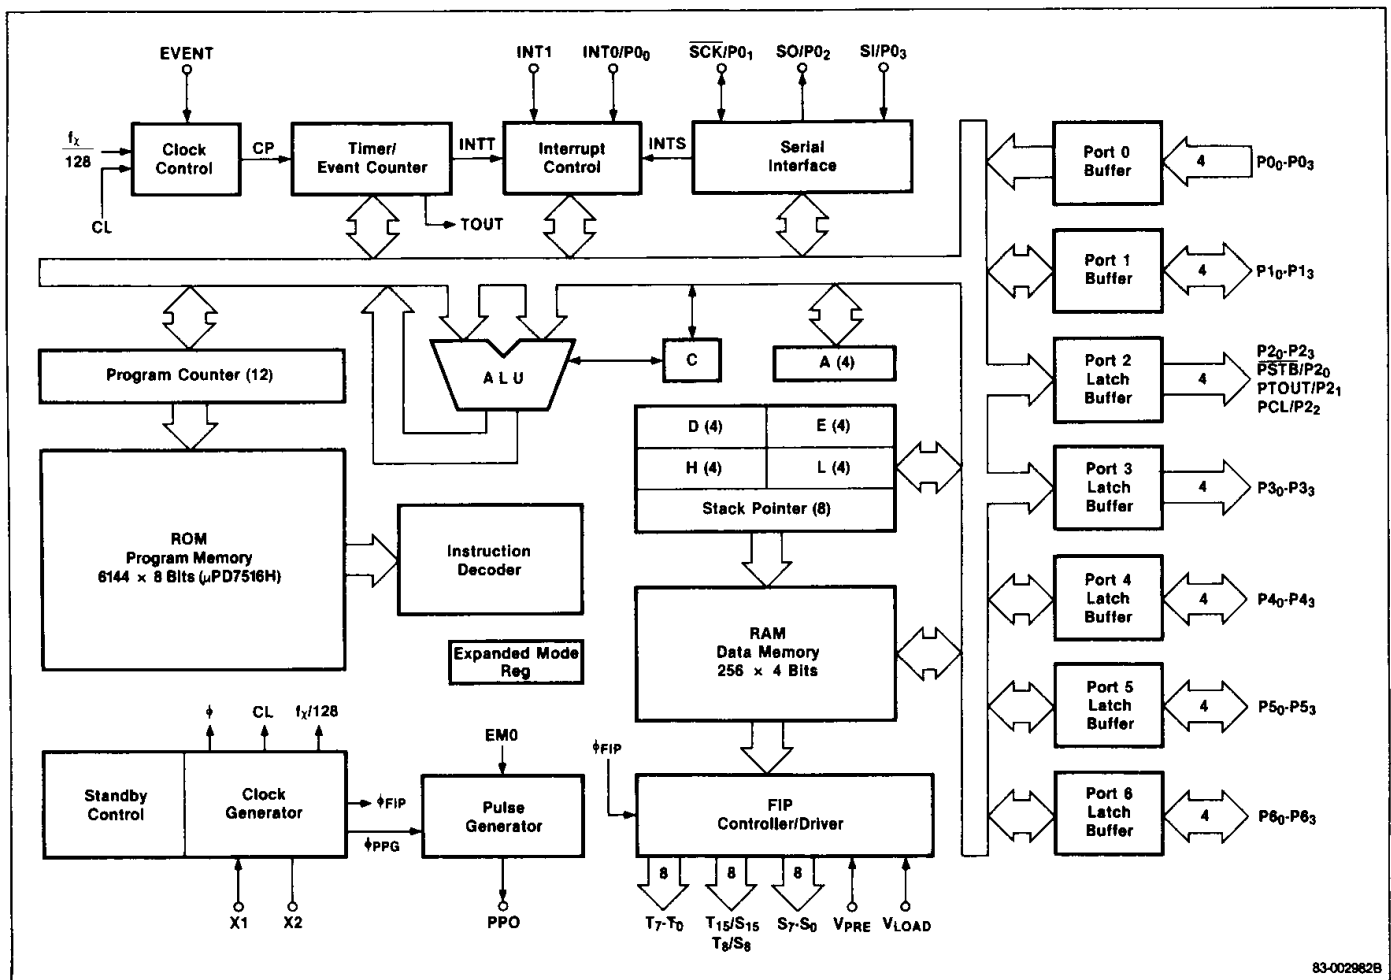 EVENT
INT1
INT0/P0₀
S̅C̅K̅/P0₁
SO/P0₂
SI/P0₃
fχ
128
CL
Clock
Control
CP
Timer/
Event Counter
INTT
Interrupt
Control
INTS
Serial
Interface
TOUT
Port 0
Buffer
4
P0₀-P0₃
Port 1
Buffer
4
P1₀-P1₃
Program Counter (12)
ALU
C
A (4)
Port 2
Latch
Buffer
4
P2₀-P2₃
P̅S̅T̅B̅/P2₀
PTOUT/P2₁
PCL/P2₂
D (4)
E (4)
H (4)
L (4)
Stack Pointer (8)
Port 3
Latch
Buffer
4
P3₀-P3₃
ROM
Program Memory
6144 × 8 Bits (μPD7516H)
Instruction
Decoder
RAM
Data Memory
256 × 4 Bits
Port 4
Latch
Buffer
4
P4₀-P4₃
Expanded Mode
Reg
Port 5
Latch
Buffer
4
P5₀-P5₃
ϕ
CL
fχ/128
Standby
Control
Clock
Generator
ϕFIP
ϕPPG
EM0
Pulse
Generator
ϕFIP
FIP
Controller/Driver
Port 6
Latch
Buffer
4
P6₀-P6₃
X1
X2
PPO
8
8
8
T₇-T₀
T₁₅/S₁₅
T₈/S₈
S₇-S₀
VPRE
VLOAD
83-002982B